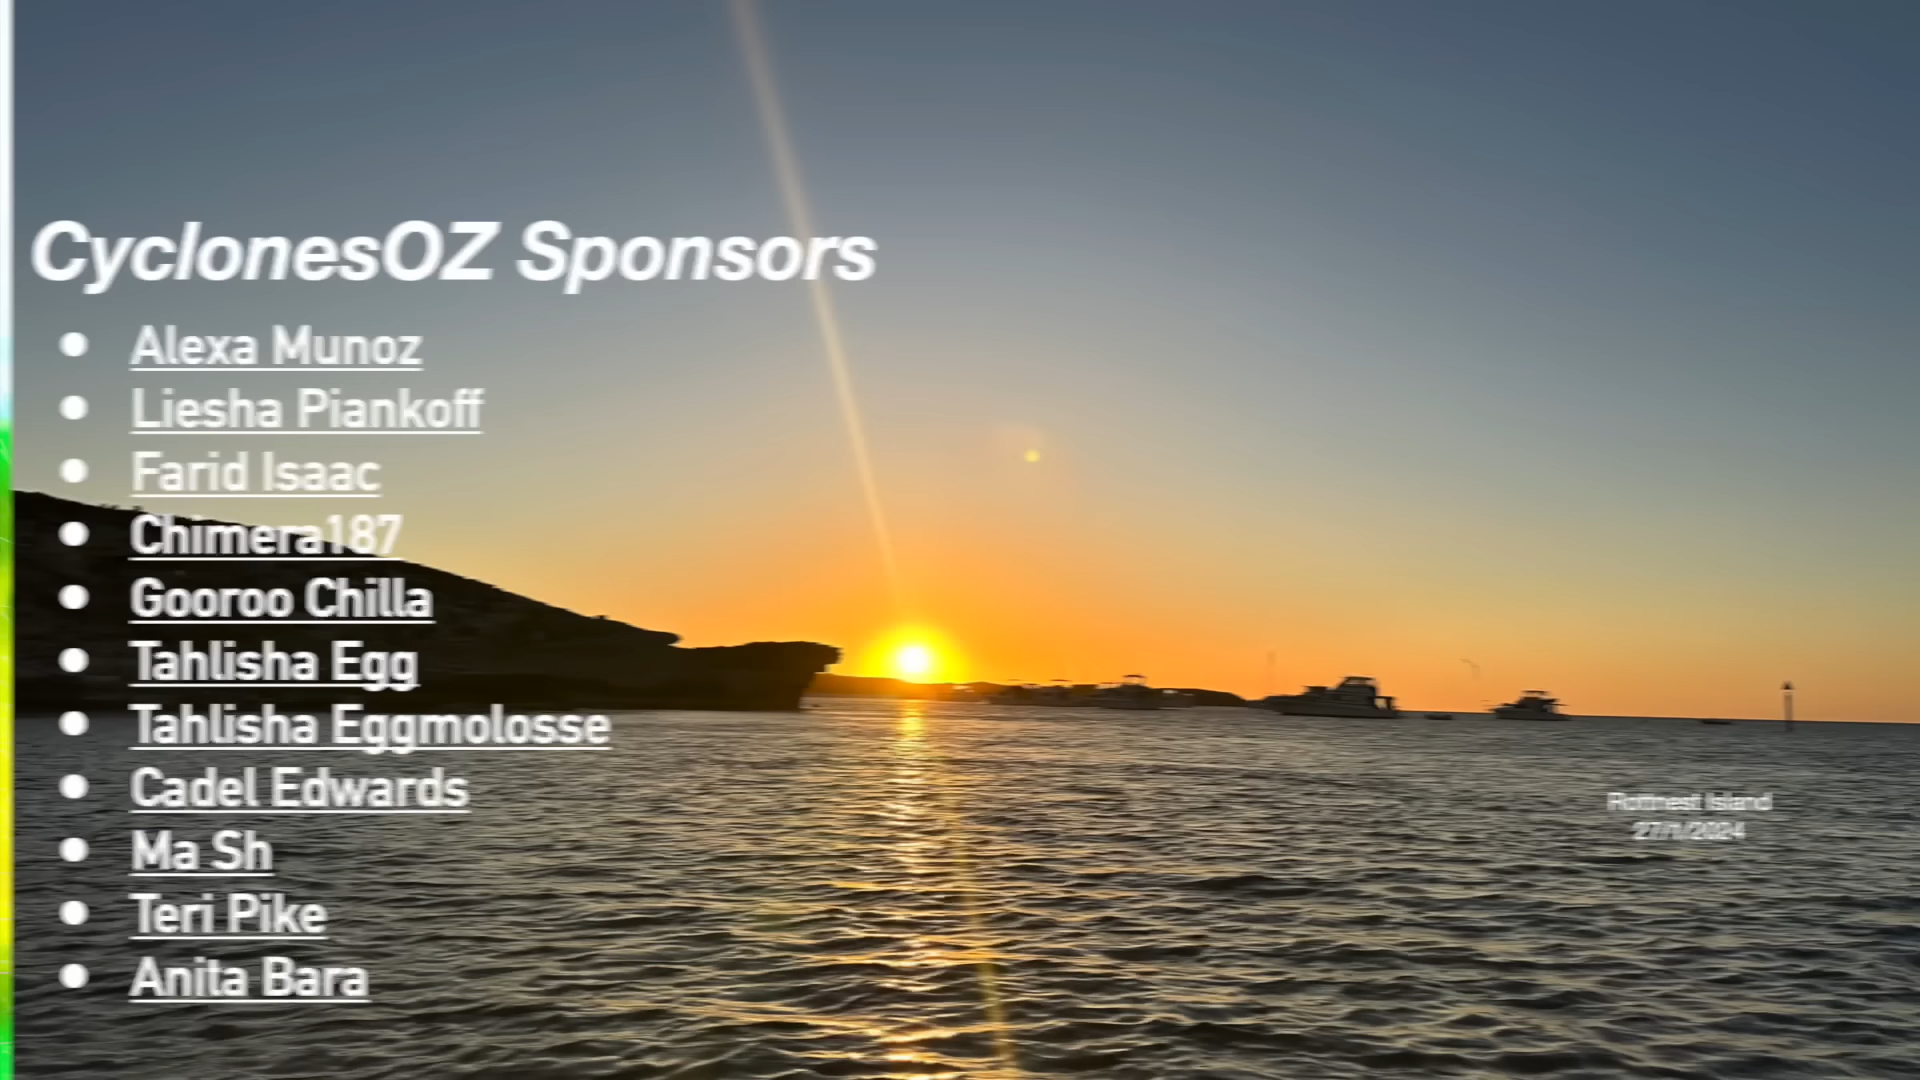 CyclonesOZ Sponsors
• Alexa Munoz
• Liesha Piankoff
• Farid Isaac
• Chimera187
• Gooroo Chilla
• Tahlisha Egg
• Tahlisha Eggmolosse
• Cadel Edwards
• Ma Sh
• Teri Pike
• Anita Bara
Rottnest Island
27/1/2024